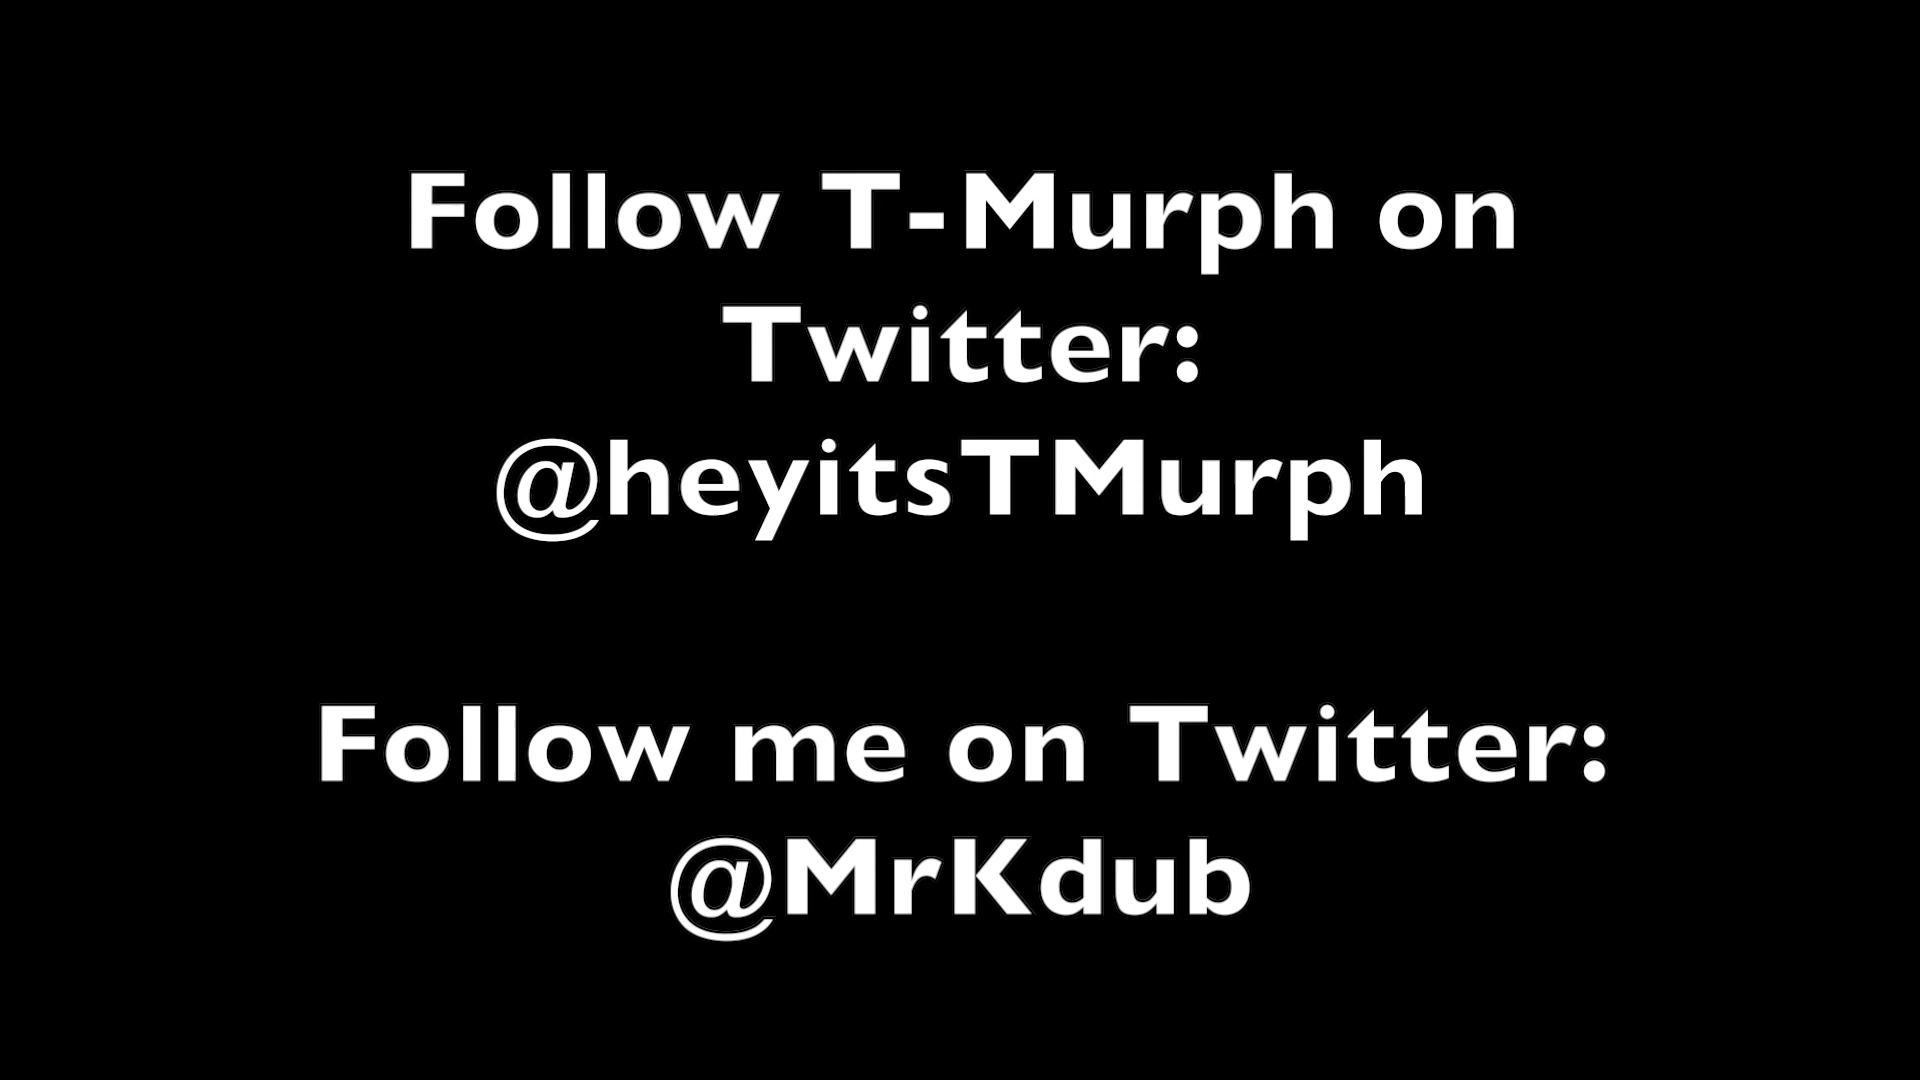 Follow T-Murph on
Twitter:
@heyitsTMurph
Follow me on Twitter:
@MrKdub